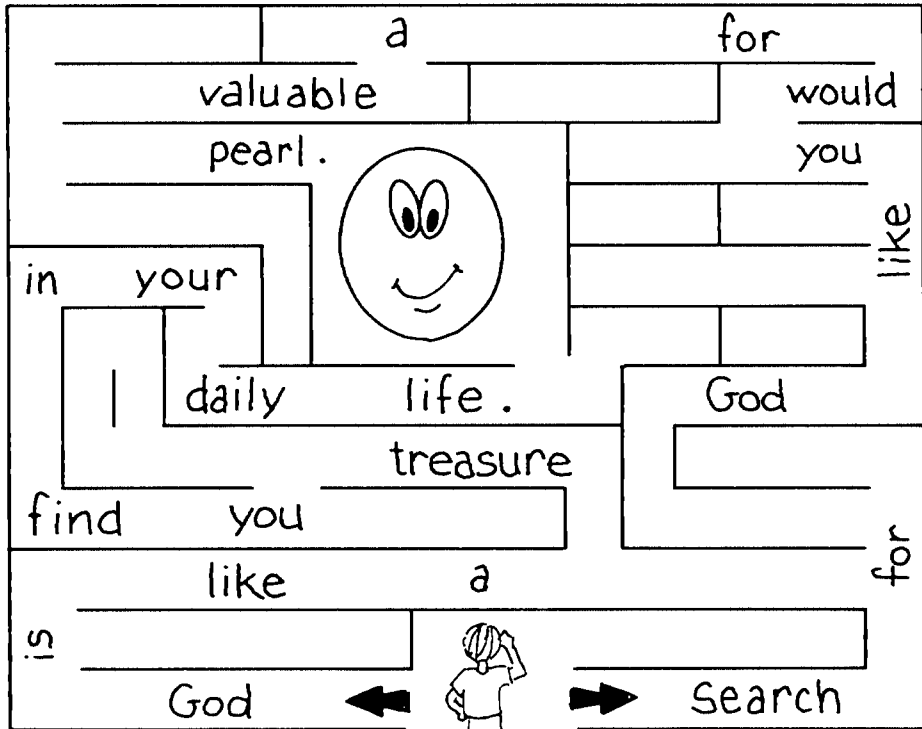 a for
valuable would
pearl. you
like
in your
I daily life. God
treasure
find you
for
like a
is
God Search